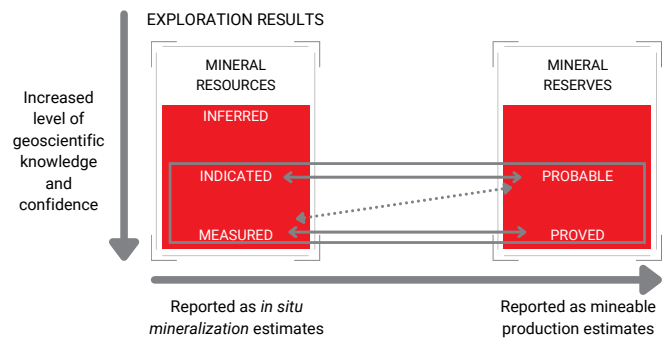 EXPLORATION RESULTS
MINERAL
RESOURCES
MINERAL
RESERVES
Increased
level of
geoscientific
knowledge
and
confidence
INFERRED
INDICATED
PROBABLE
MEASURED
PROVED
Reported as in situ
mineralization estimates
Reported as mineable
production estimates